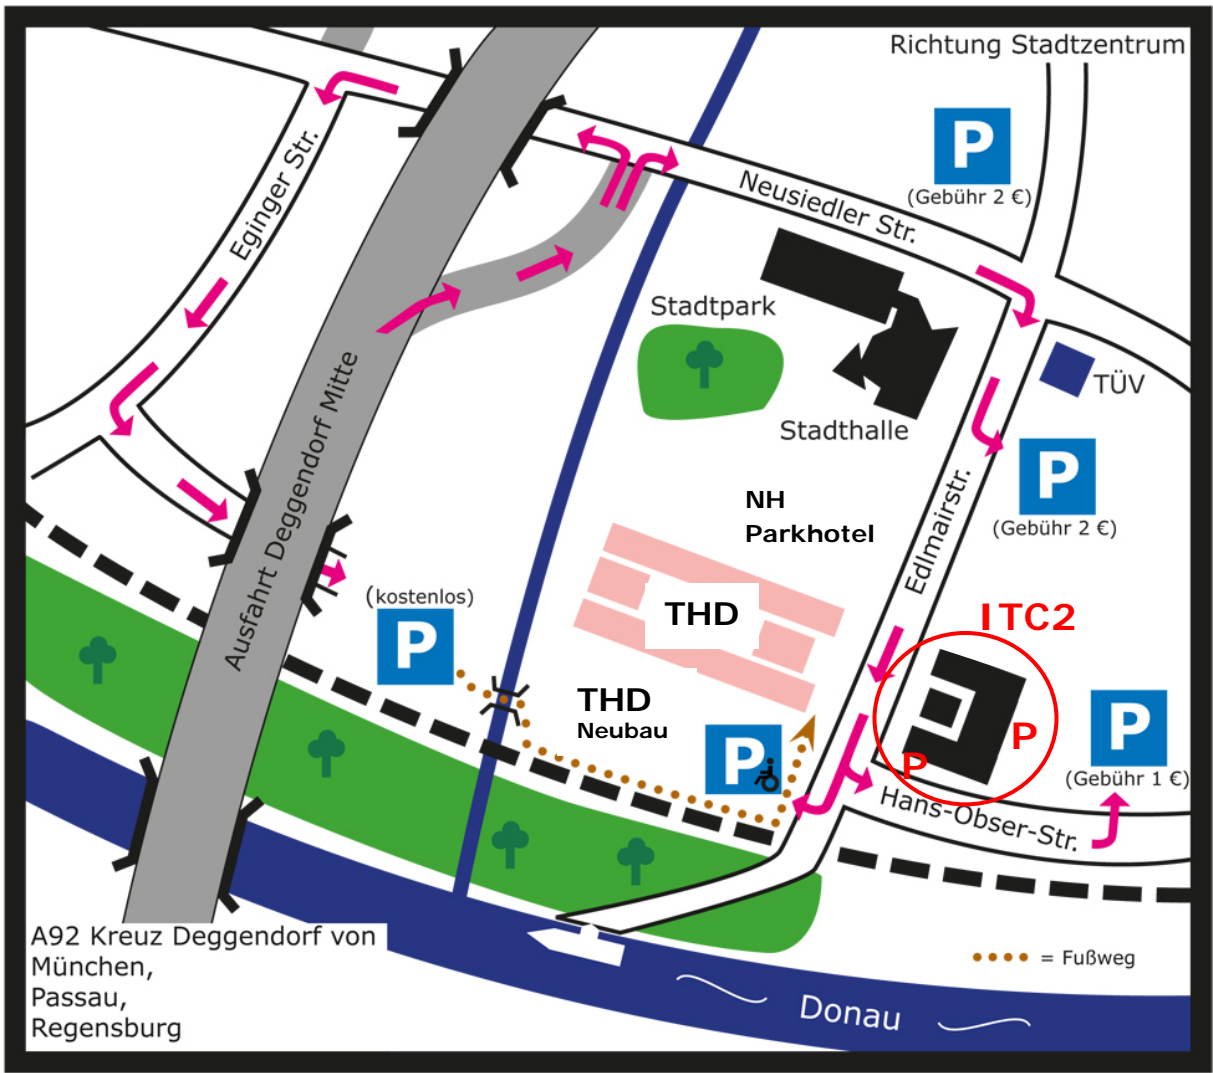 Richtung Stadtzentrum
P
(Gebühr 2 €)
Neusiedler Str.
Eginger Str.
Stadtpark
Stadthalle
TÜV
P
(Gebühr 2 €)
Ausfahrt Deggendorf Mitte
NH
Parkhotel
Edlmairstr.
(kostenlos)
P
THD
ITC2
THD
Neubau
P
P
P
P
(Gebühr 1 €)
Hans-Obser-Str.
A92 Kreuz Deggendorf von
München,
Passau,
Regensburg
= Fußweg
Donau